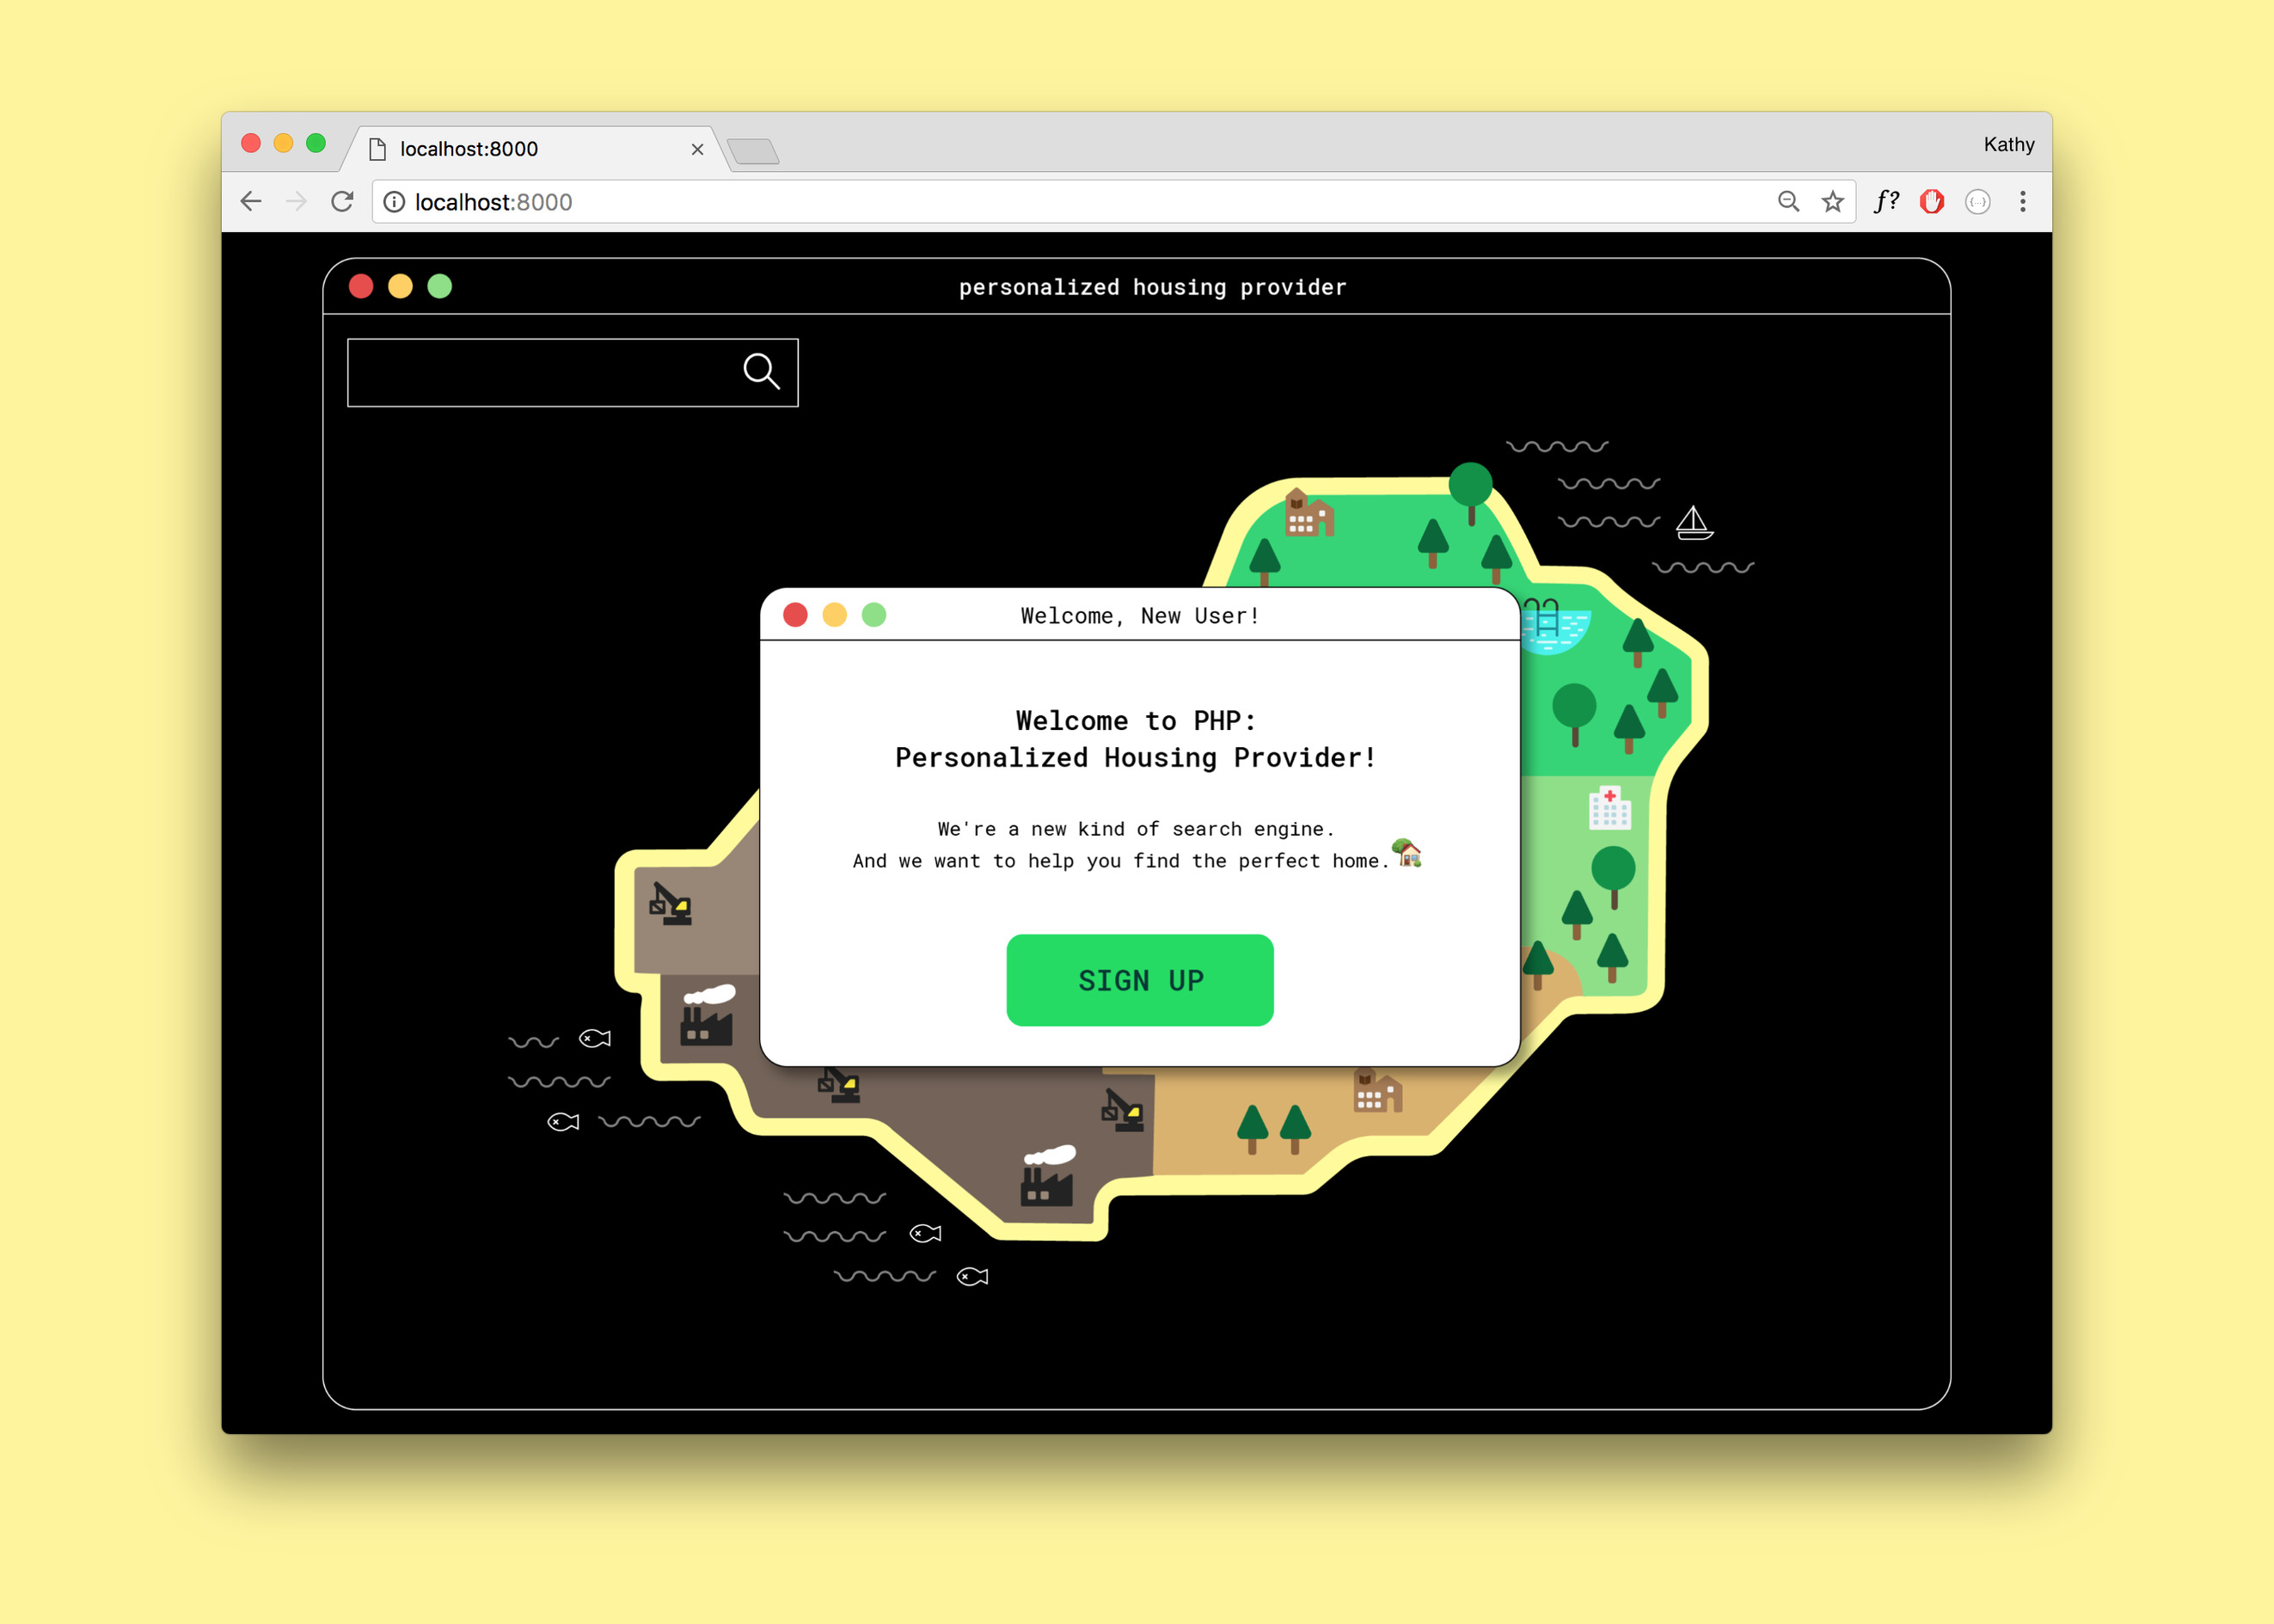 localhost:8000
Kathy
localhost:8000
f?
{...}
personalized housing provider
Welcome, New User!
Welcome to PHP:
Personalized Housing Provider!
We're a new kind of search engine.
And we want to help you find the perfect home.
SIGN UP